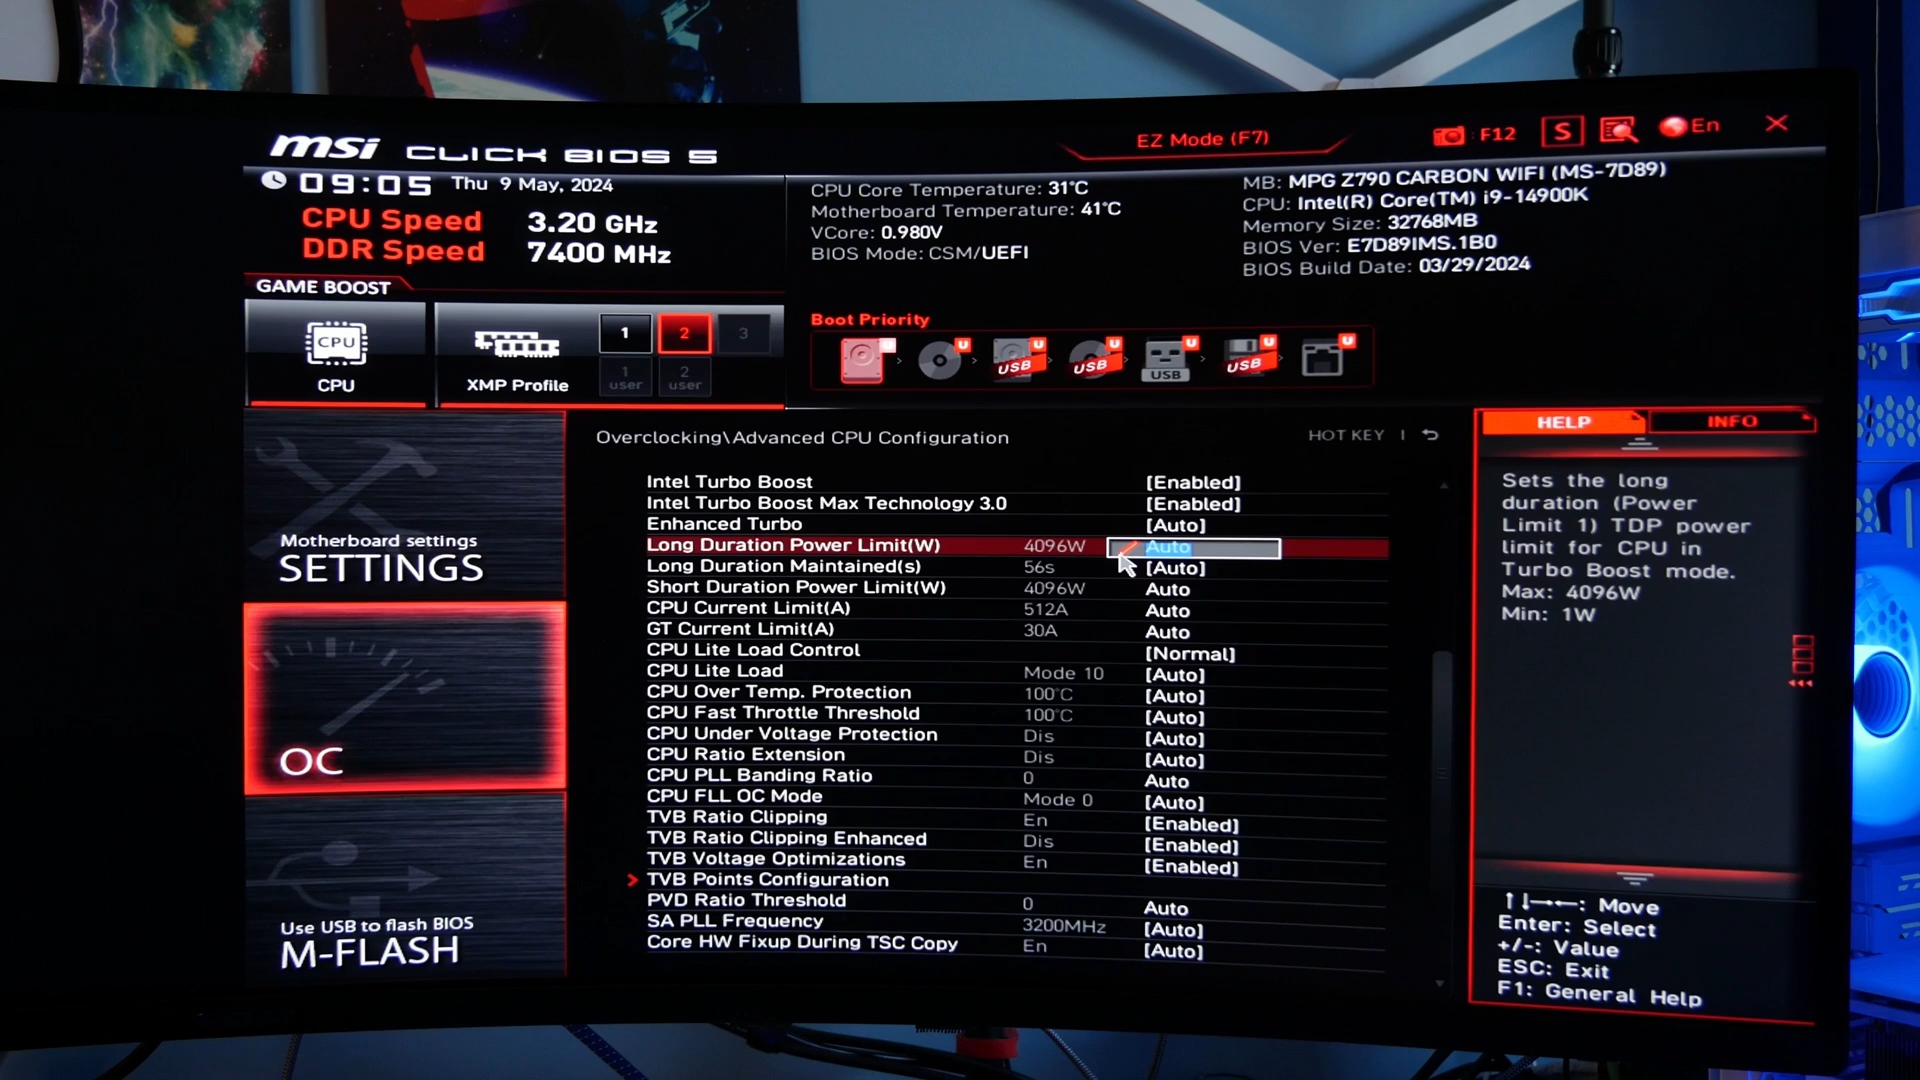 msi CLICK BIOS 5
EZ Mode (F7)
: F12
S
En
09:05 Thu 9 May, 2024
CPU Speed 3.20 GHz
DDR Speed 7400 MHz
CPU Core Temperature: 31°C
Motherboard Temperature: 41°C
VCore: 0.980V
BIOS Mode: CSM/UEFI
MB: MPG Z790 CARBON WIFI (MS-7D89)
CPU: Intel(R) Core(TM) i9-14900K
Memory Size: 32768MB
BIOS Ver: E7D89IMS.1B0
BIOS Build Date: 03/29/2024
GAME BOOST
CPU
CPU
XMP Profile
1 2 3
1 user
2 user
Boot Priority
U U U U U U U
USB USB USB USB
Motherboard settings
SETTINGS
OC
Use USB to flash BIOS
M-FLASH
Overclocking\Advanced CPU Configuration
HOT KEY
Intel Turbo Boost [Enabled]
Intel Turbo Boost Max Technology 3.0 [Enabled]
Enhanced Turbo [Auto]
Long Duration Power Limit(W) 4096W Auto
Long Duration Maintained(s) 56s [Auto]
Short Duration Power Limit(W) 4096W Auto
CPU Current Limit(A) 512A Auto
GT Current Limit(A) 30A Auto
CPU Lite Load Control [Normal]
CPU Lite Load Mode 10 [Auto]
CPU Over Temp. Protection 100°C [Auto]
CPU Fast Throttle Threshold 100°C [Auto]
CPU Under Voltage Protection Dis [Auto]
CPU Ratio Extension Dis [Auto]
CPU PLL Banding Ratio 0 Auto
CPU FLL OC Mode Mode 0 [Auto]
TVB Ratio Clipping En [Enabled]
TVB Ratio Clipping Enhanced Dis [Enabled]
TVB Voltage Optimizations En [Enabled]
> TVB Points Configuration
PVD Ratio Threshold 0 Auto
SA PLL Frequency 3200MHz [Auto]
Core HW Fixup During TSC Copy En [Auto]
HELP
INFO
Sets the long
duration (Power
Limit 1) TDP power
limit for CPU in
Turbo Boost mode.
Max: 4096W
Min: 1W
↑↓→←: Move
Enter: Select
+/-: Value
ESC: Exit
F1: General Help